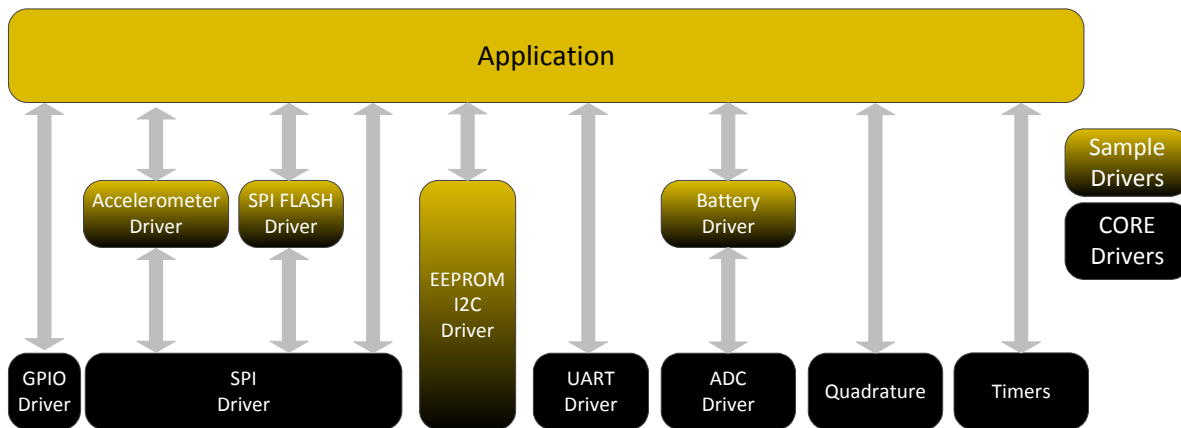 Application
Sample
Drivers
CORE
Drivers
Accelerometer
Driver
SPI FLASH
Driver
Battery
Driver
EEPROM
I2C
Driver
GPIO
Driver
SPI
Driver
UART
Driver
ADC
Driver
Quadrature
Timers